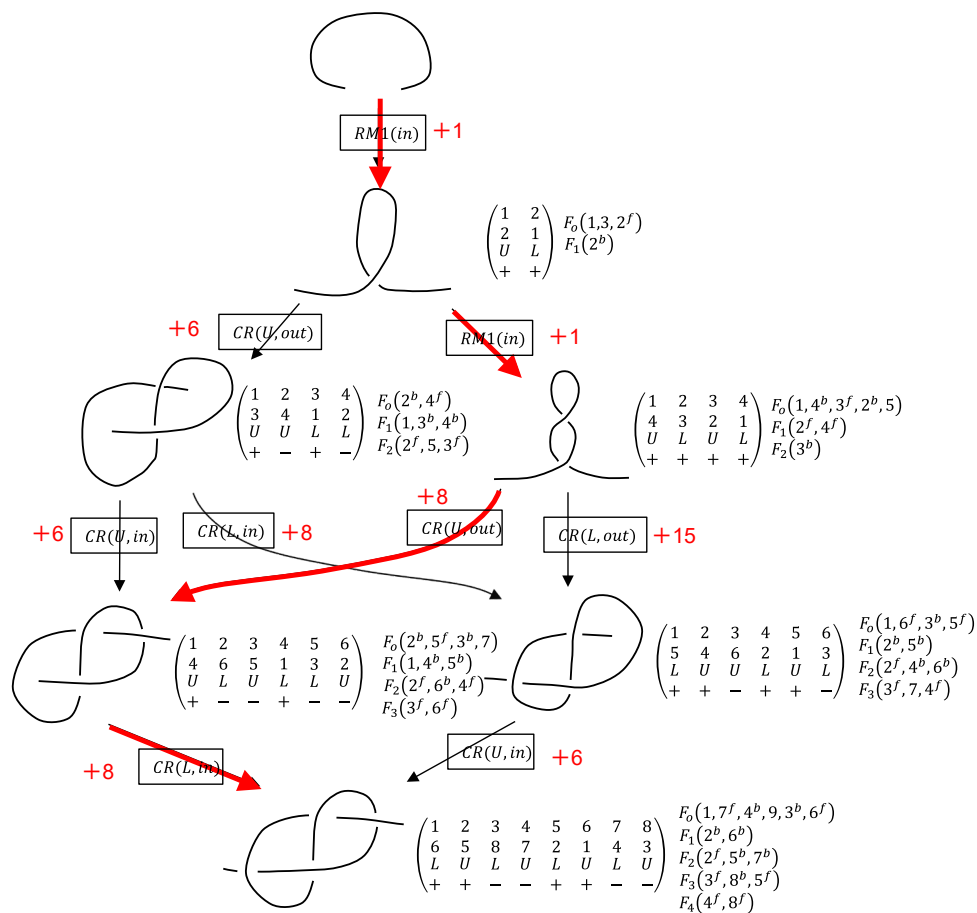 RM1(in) +1
1 2
2 1
U L
+ +
F_o(1,3,2^f)
F_1(2^b)
+6 CR(U,out)
RM1(in) +1
1 2 3 4
3 4 1 2
U U L L
+ − + −
F_o(2^b,4^f)
F_1(1,3^b,4^b)
F_2(2^f,5,3^f)
1 2 3 4
4 3 2 1
U L U L
+ + + +
F_o(1,4^b,3^f,2^b,5)
F_1(2^f,4^f)
F_2(3^b)
+6 CR(U,in)
CR(L,in) +8
+8
CR(U,out)
CR(L,out) +15
1 2 3 4 5 6
4 6 5 1 3 2
U L U L L U
+ − − + − −
F_o(2^b,5^f,3^b,7)
F_1(1,4^b,5^b)
F_2(2^f,6^b,4^f)
F_3(3^f,6^f)
1 2 3 4 5 6
5 4 6 2 1 3
L U U L U L
+ + − + + −
F_o(1,6^f,3^b,5^f)
F_1(2^b,5^b)
F_2(2^f,4^b,6^b)
F_3(3^f,7,4^f)
+8 CR(L,in)
CR(U,in) +6
1 2 3 4 5 6 7 8
6 5 8 7 2 1 4 3
L U L U L U L U
+ + − − + + − −
F_o(1,7^f,4^b,9,3^b,6^f)
F_1(2^b,6^b)
F_2(2^f,5^b,7^b)
F_3(3^f,8^b,5^f)
F_4(4^f,8^f)